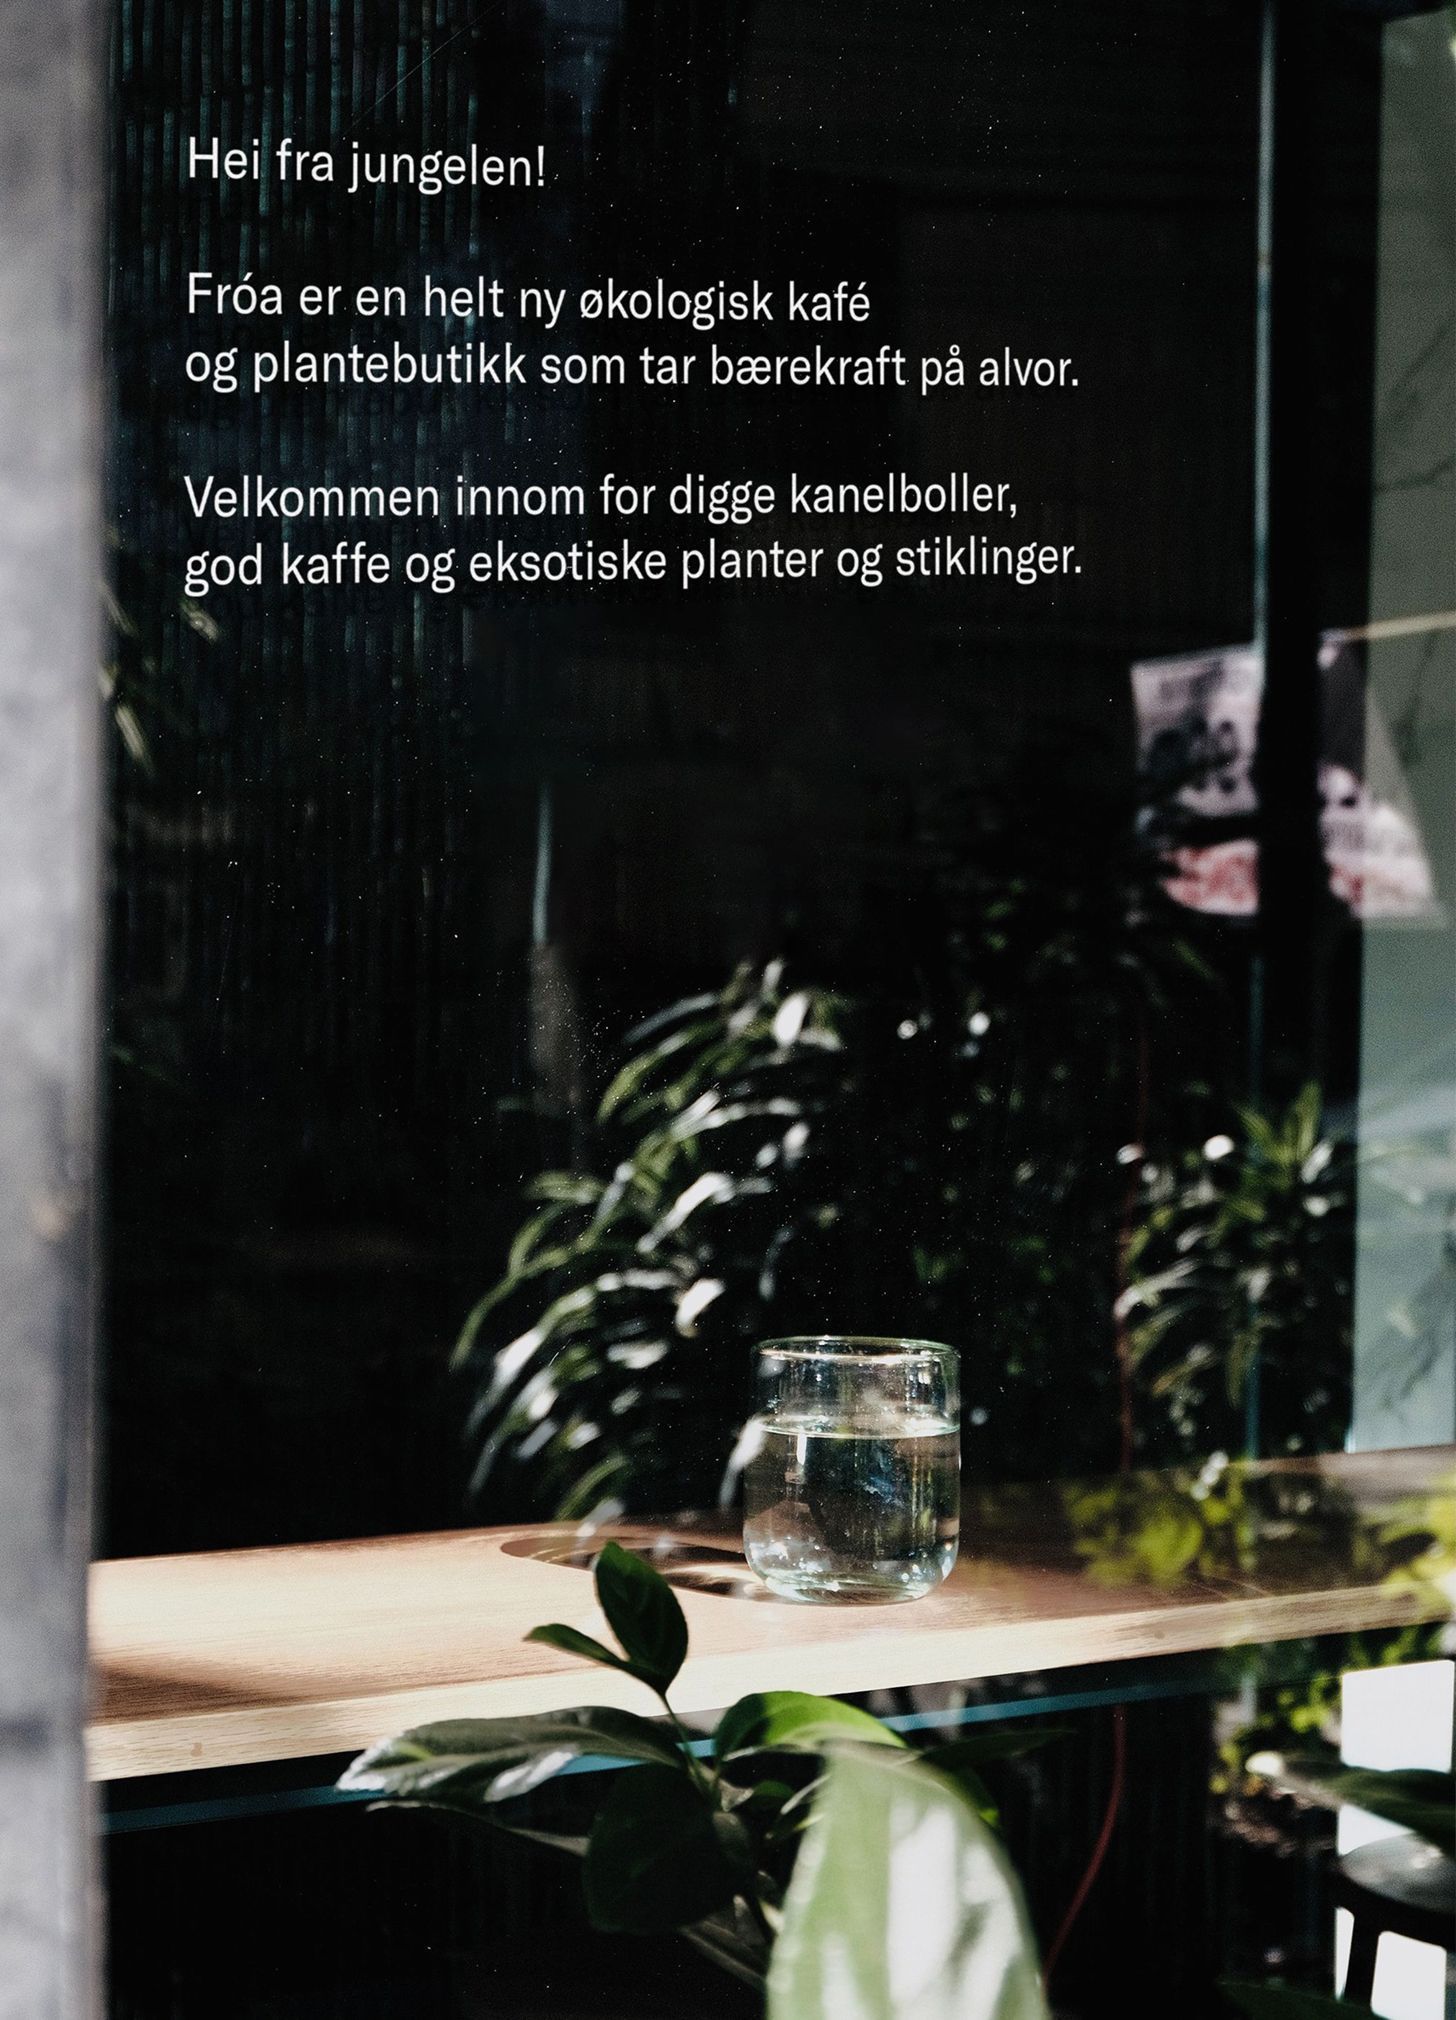 Hei fra jungelen!
Fróa er en helt ny økologisk kafé
og plantebutikk som tar bærekraft på alvor.
Velkommen innom for digge kanelboller,
god kaffe og eksotiske planter og stiklinger.